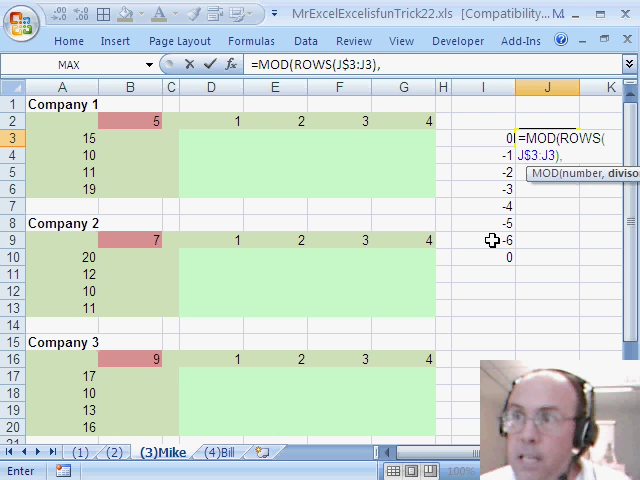 MrExcelExcelisfunTrick22.xls [Compatibility... M
Home Insert Page Layout Formulas Data Review Developer Add-Ins
MAX =MOD(ROWS(J$3:J3),
A B C D E F G H I J K
1 Company 1
2 5 1 2 3 4
3 15 0 =MOD(ROWS(
4 10 -1 J$3:J3),
5 11 -2 MOD(number, divisor
6 19 -3
7 -4
8 Company 2 -5
9 7 1 2 3 4 -6
10 20 0
11 12
12 10
13 11
14
15 Company 3
16 9 1 2 3 4
17 17
18 10
19 13
20 16
21
(1) (2) (3)Mike (4)Bill
Enter 100%